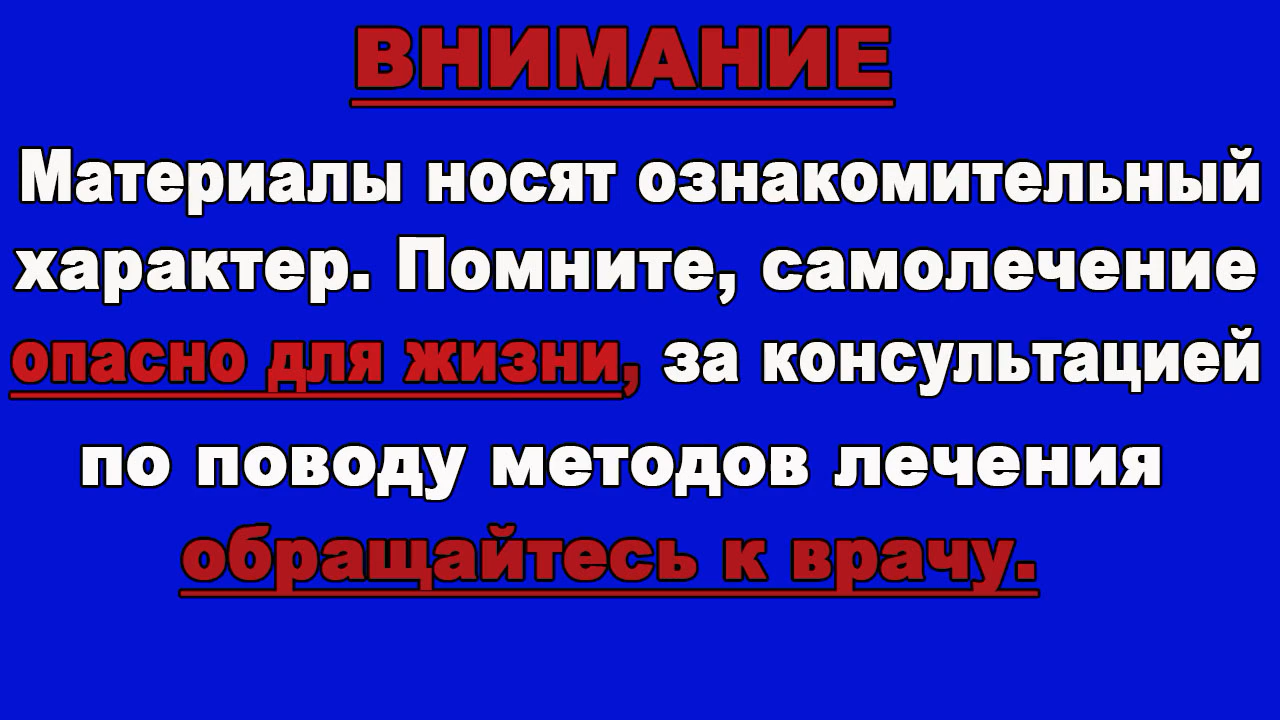 ВНИМАНИЕ
Материалы носят ознакомительный
характер. Помните, самолечение
опасно для жизни, за консультацией
по поводу методов лечения
обращайтесь к врачу.